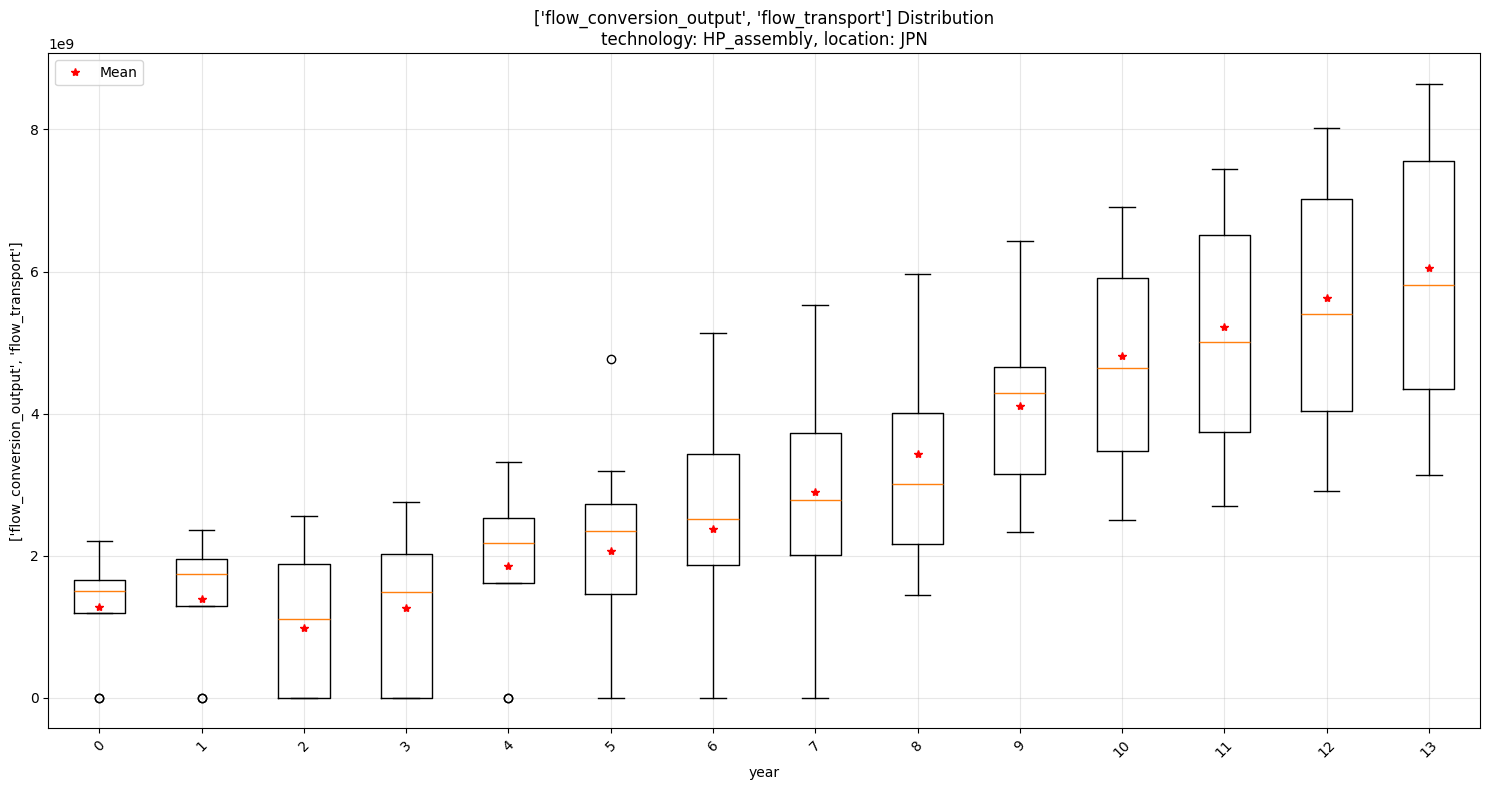 ['flow_conversion_output', 'flow_transport'] Distribution
technology: HP_assembly, location: JPN
1e9
Mean
8
6
4
2
0
['flow_conversion_output', 'flow_transport']
0 1 2 3 4 5 6 7 8 9 10 11 12 13
year